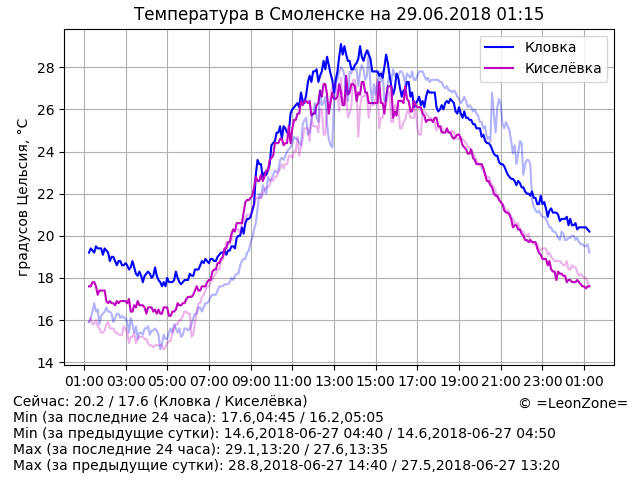 Температура в Смоленске на 29.06.2018 01:15
Кловка
Киселёвка
градусов Цельсия, °C
28
26
24
22
20
18
16
14
01:00 03:00 05:00 07:00 09:00 11:00 13:00 15:00 17:00 19:00 21:00 23:00 01:00
Сейчас: 20.2 / 17.6 (Кловка / Киселёвка)
© =LeonZone=
Min (за последние 24 часа): 17.6,04:45 / 16.2,05:05
Min (за предыдущие сутки): 14.6,2018-06-27 04:40 / 14.6,2018-06-27 04:50
Max (за последние 24 часа): 29.1,13:20 / 27.6,13:35
Max (за предыдущие сутки): 28.8,2018-06-27 14:40 / 27.5,2018-06-27 13:20